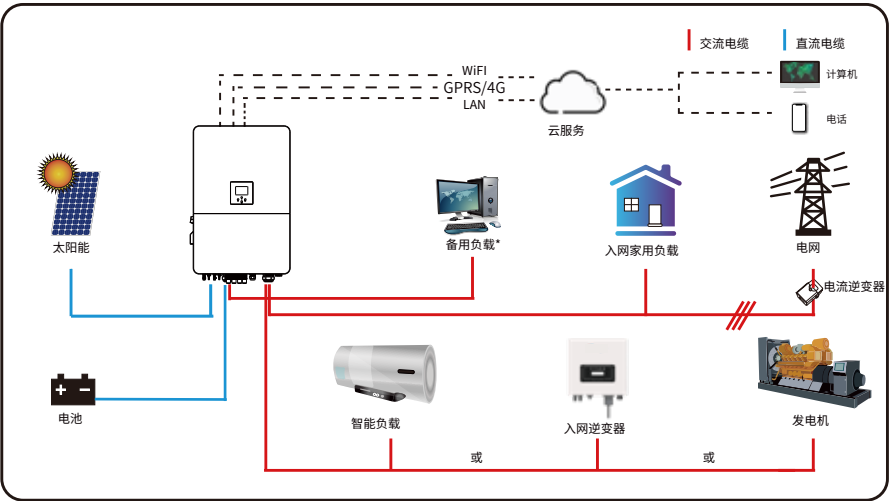 交流电缆
直流电缆
WiFI
GPRS/4G
LAN
云服务
计算机
电话
太阳能
备用负载*
入网家用负载
电网
电流逆变器
电池
智能负载
入网逆变器
发电机
或
或